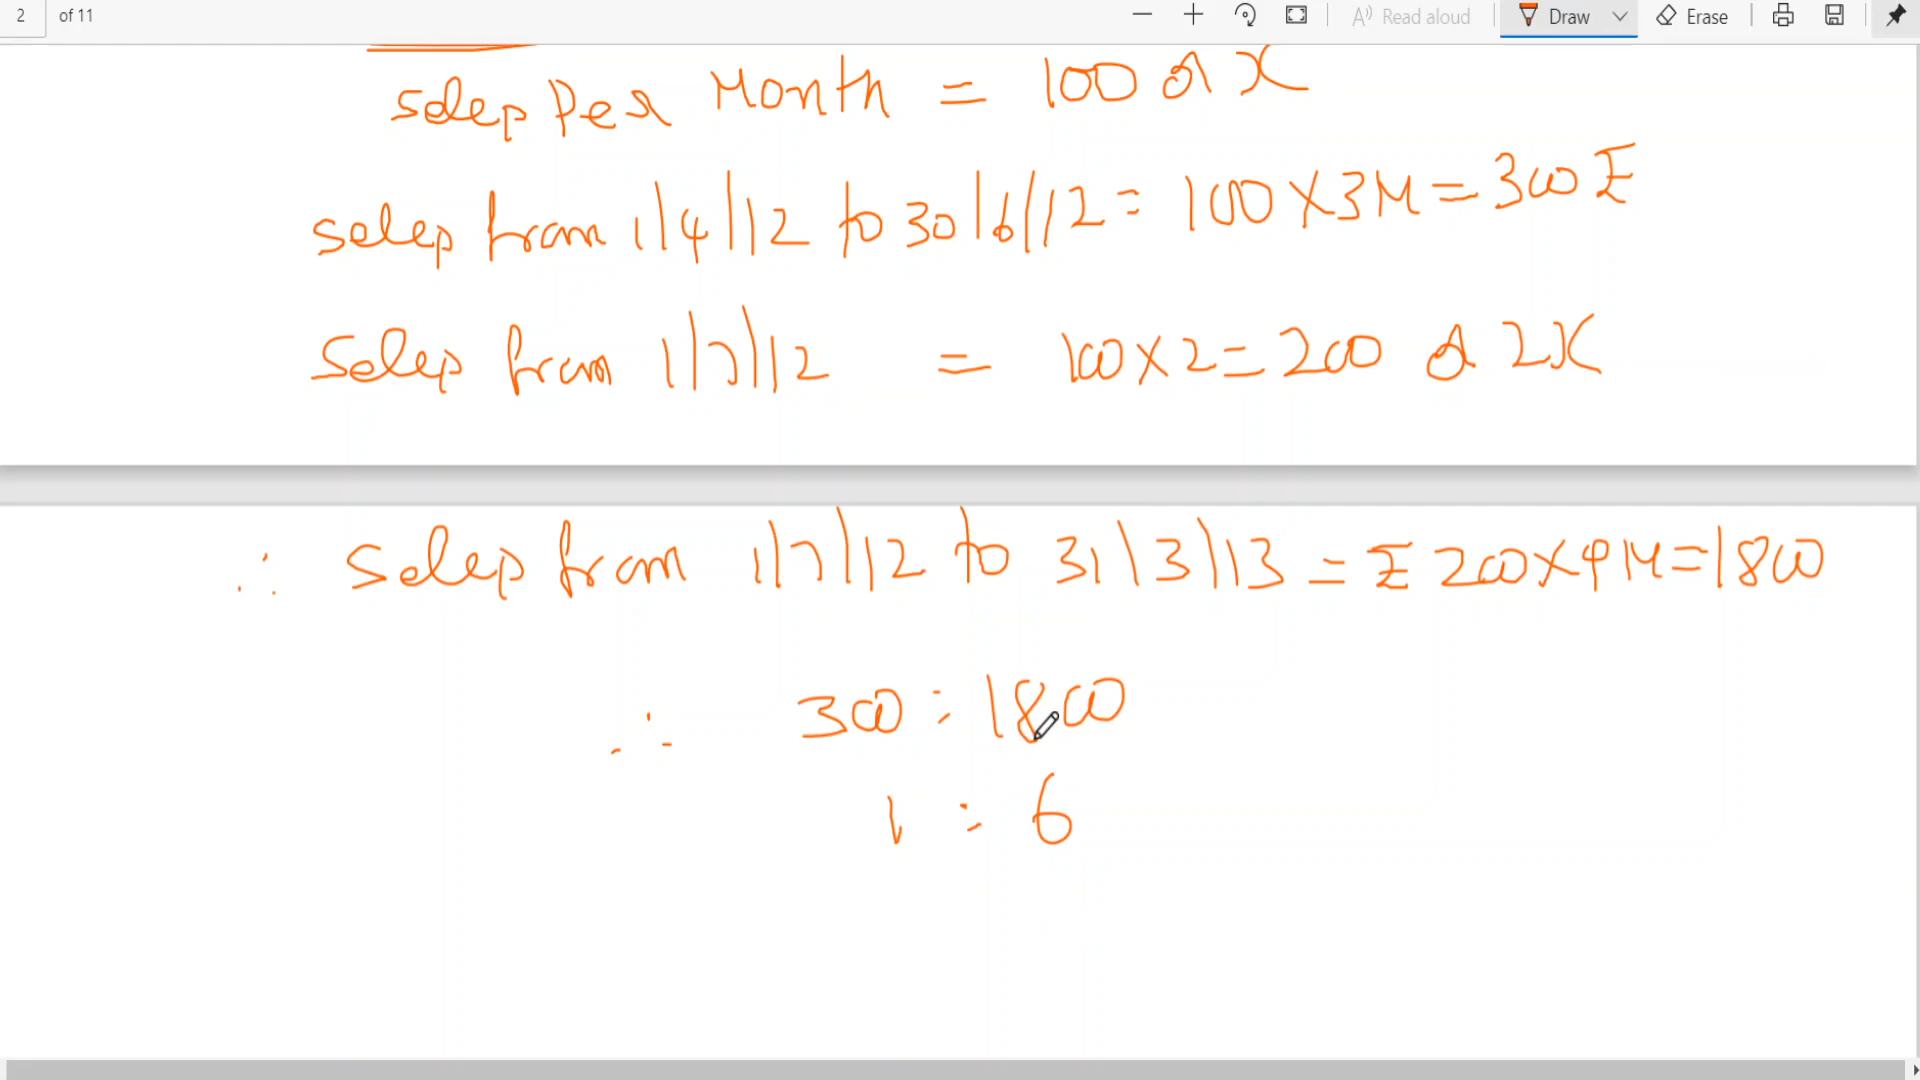 2 of 11 Read aloud Draw Erase
Sales Per Month = 100 or X
Sales from 1/4/12 to 30/6/12 = 100 X 3M = 300 ₹
Sales from 1/7/12 = 100 X 2 = 200 or 2X
∴ Sales from 1/7/12 to 31/3/13 = ₹ 200 X 9M = 1800
∴ 300 : 1800
1 : 6